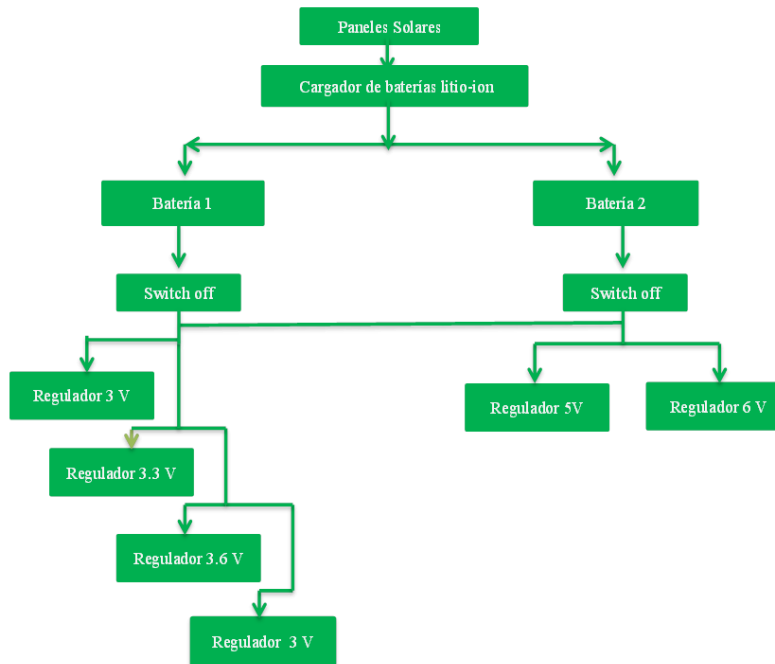 Paneles Solares
Cargador de baterías litio-ion
Batería 1
Batería 2
Switch off
Switch off
Regulador 3 V
Regulador 5V
Regulador 6 V
Regulador 3.3 V
Regulador 3.6 V
Regulador 3 V